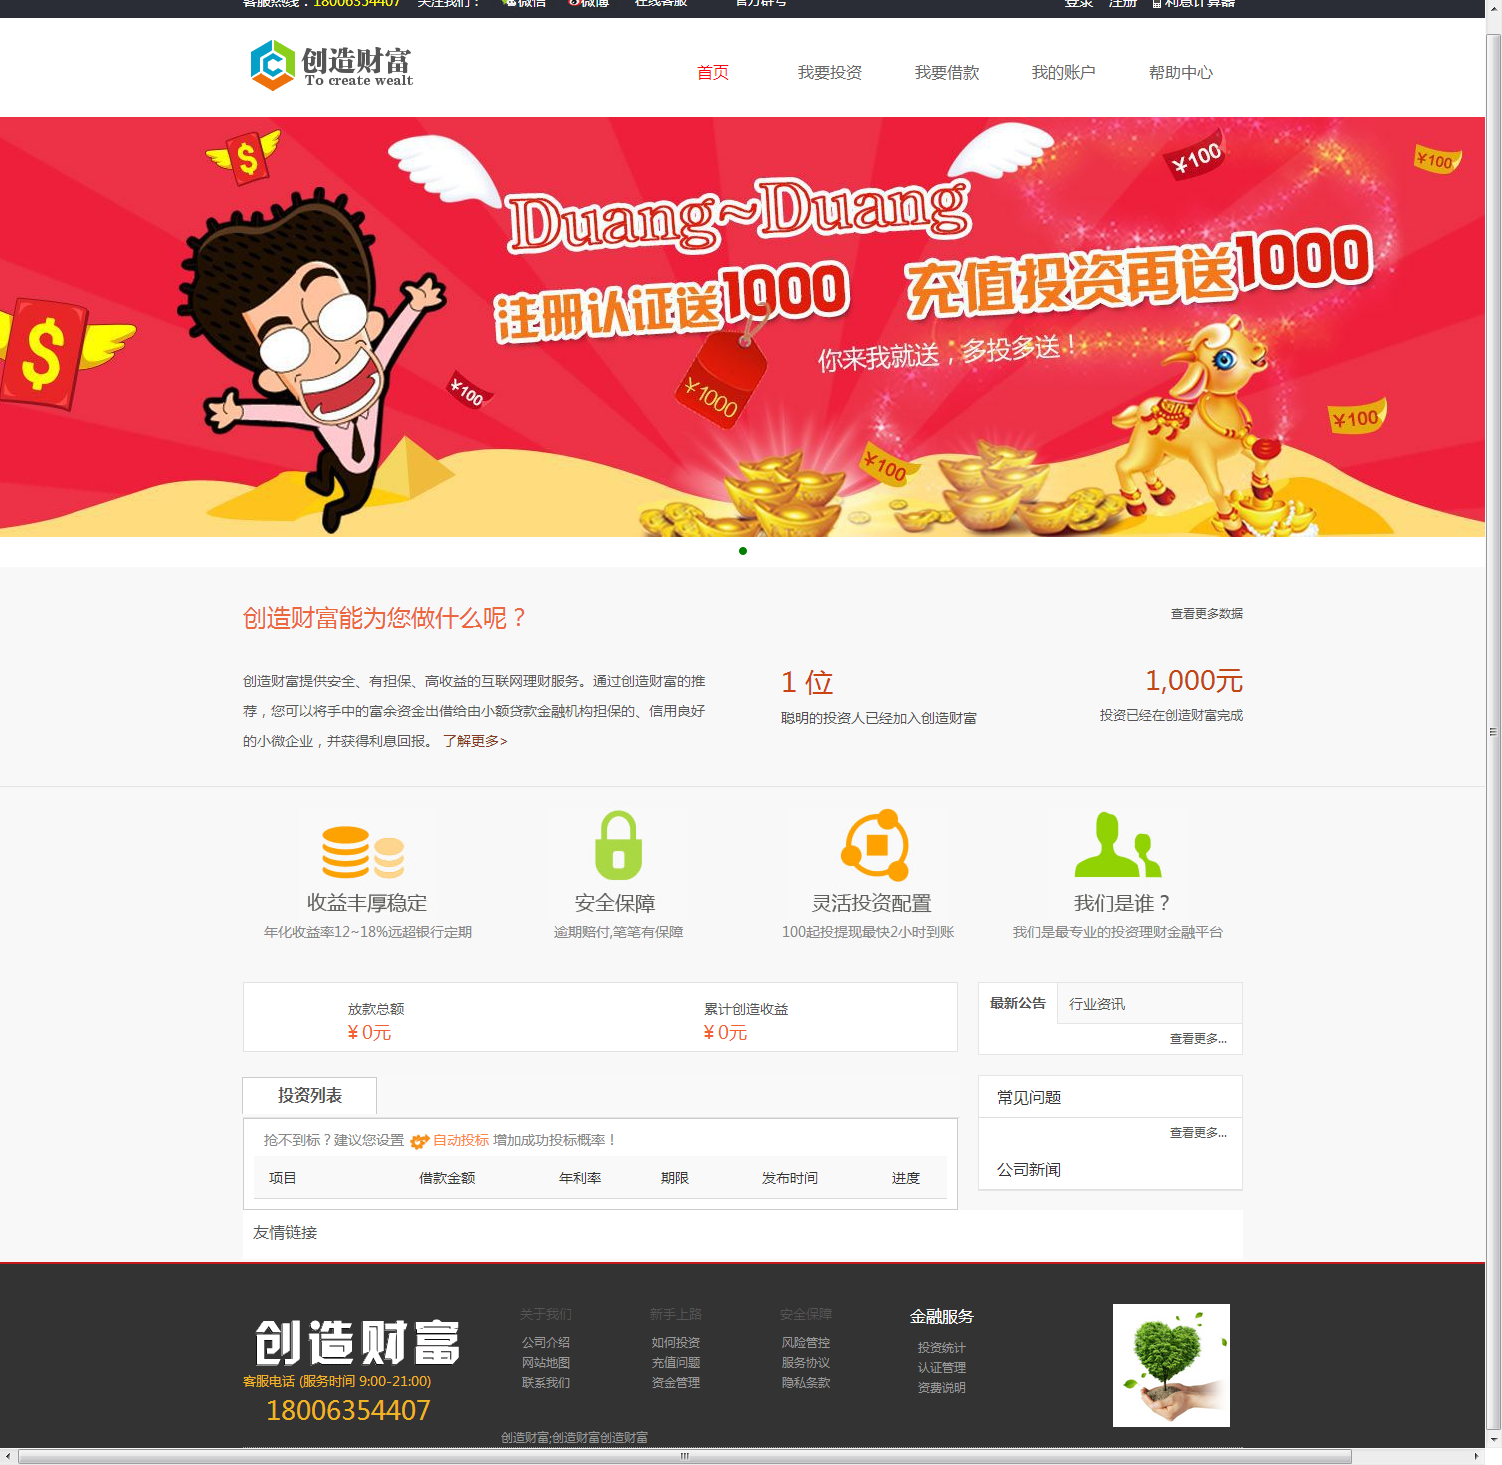 客服热线：18006354407 关注我们： 微信 微博 在线客服 官方群号 登录 注册 利息计算器
创造财富
To create wealt
首页 我要投资 我要借款 我的账户 帮助中心
Duang~Duang
注册认证送1000 充值投资再送1000
你来我就送，多投多送！
¥100
¥100
¥100
¥1000
¥100
¥100
创造财富能为您做什么呢？ 查看更多数据
创造财富提供安全、有担保、高收益的互联网理财服务。通过创造财富的推
荐，您可以将手中的富余资金出借给由小额贷款金融机构担保的、信用良好
的小微企业，并获得利息回报。 了解更多>
1 位
聪明的投资人已经加入创造财富
1,000元
投资已经在创造财富完成
收益丰厚稳定
年化收益率12~18%远超银行定期
安全保障
逾期赔付,笔笔有保障
灵活投资配置
100起投提现最快2小时到账
我们是谁？
我们是最专业的投资理财金融平台
放款总额
¥ 0元
累计创造收益
¥ 0元
最新公告 行业资讯
查看更多...
投资列表
抢不到标？建议您设置 自动投标 增加成功投标概率！
项目 借款金额 年利率 期限 发布时间 进度
常见问题
查看更多...
公司新闻
友情链接
创造财富
客服电话 (服务时间 9:00-21:00)
18006354407
关于我们
公司介绍
网站地图
联系我们
新手上路
如何投资
充值问题
资金管理
安全保障
风险管控
服务协议
隐私条款
金融服务
投资统计
认证管理
资费说明
创造财富;创造财富创造财富